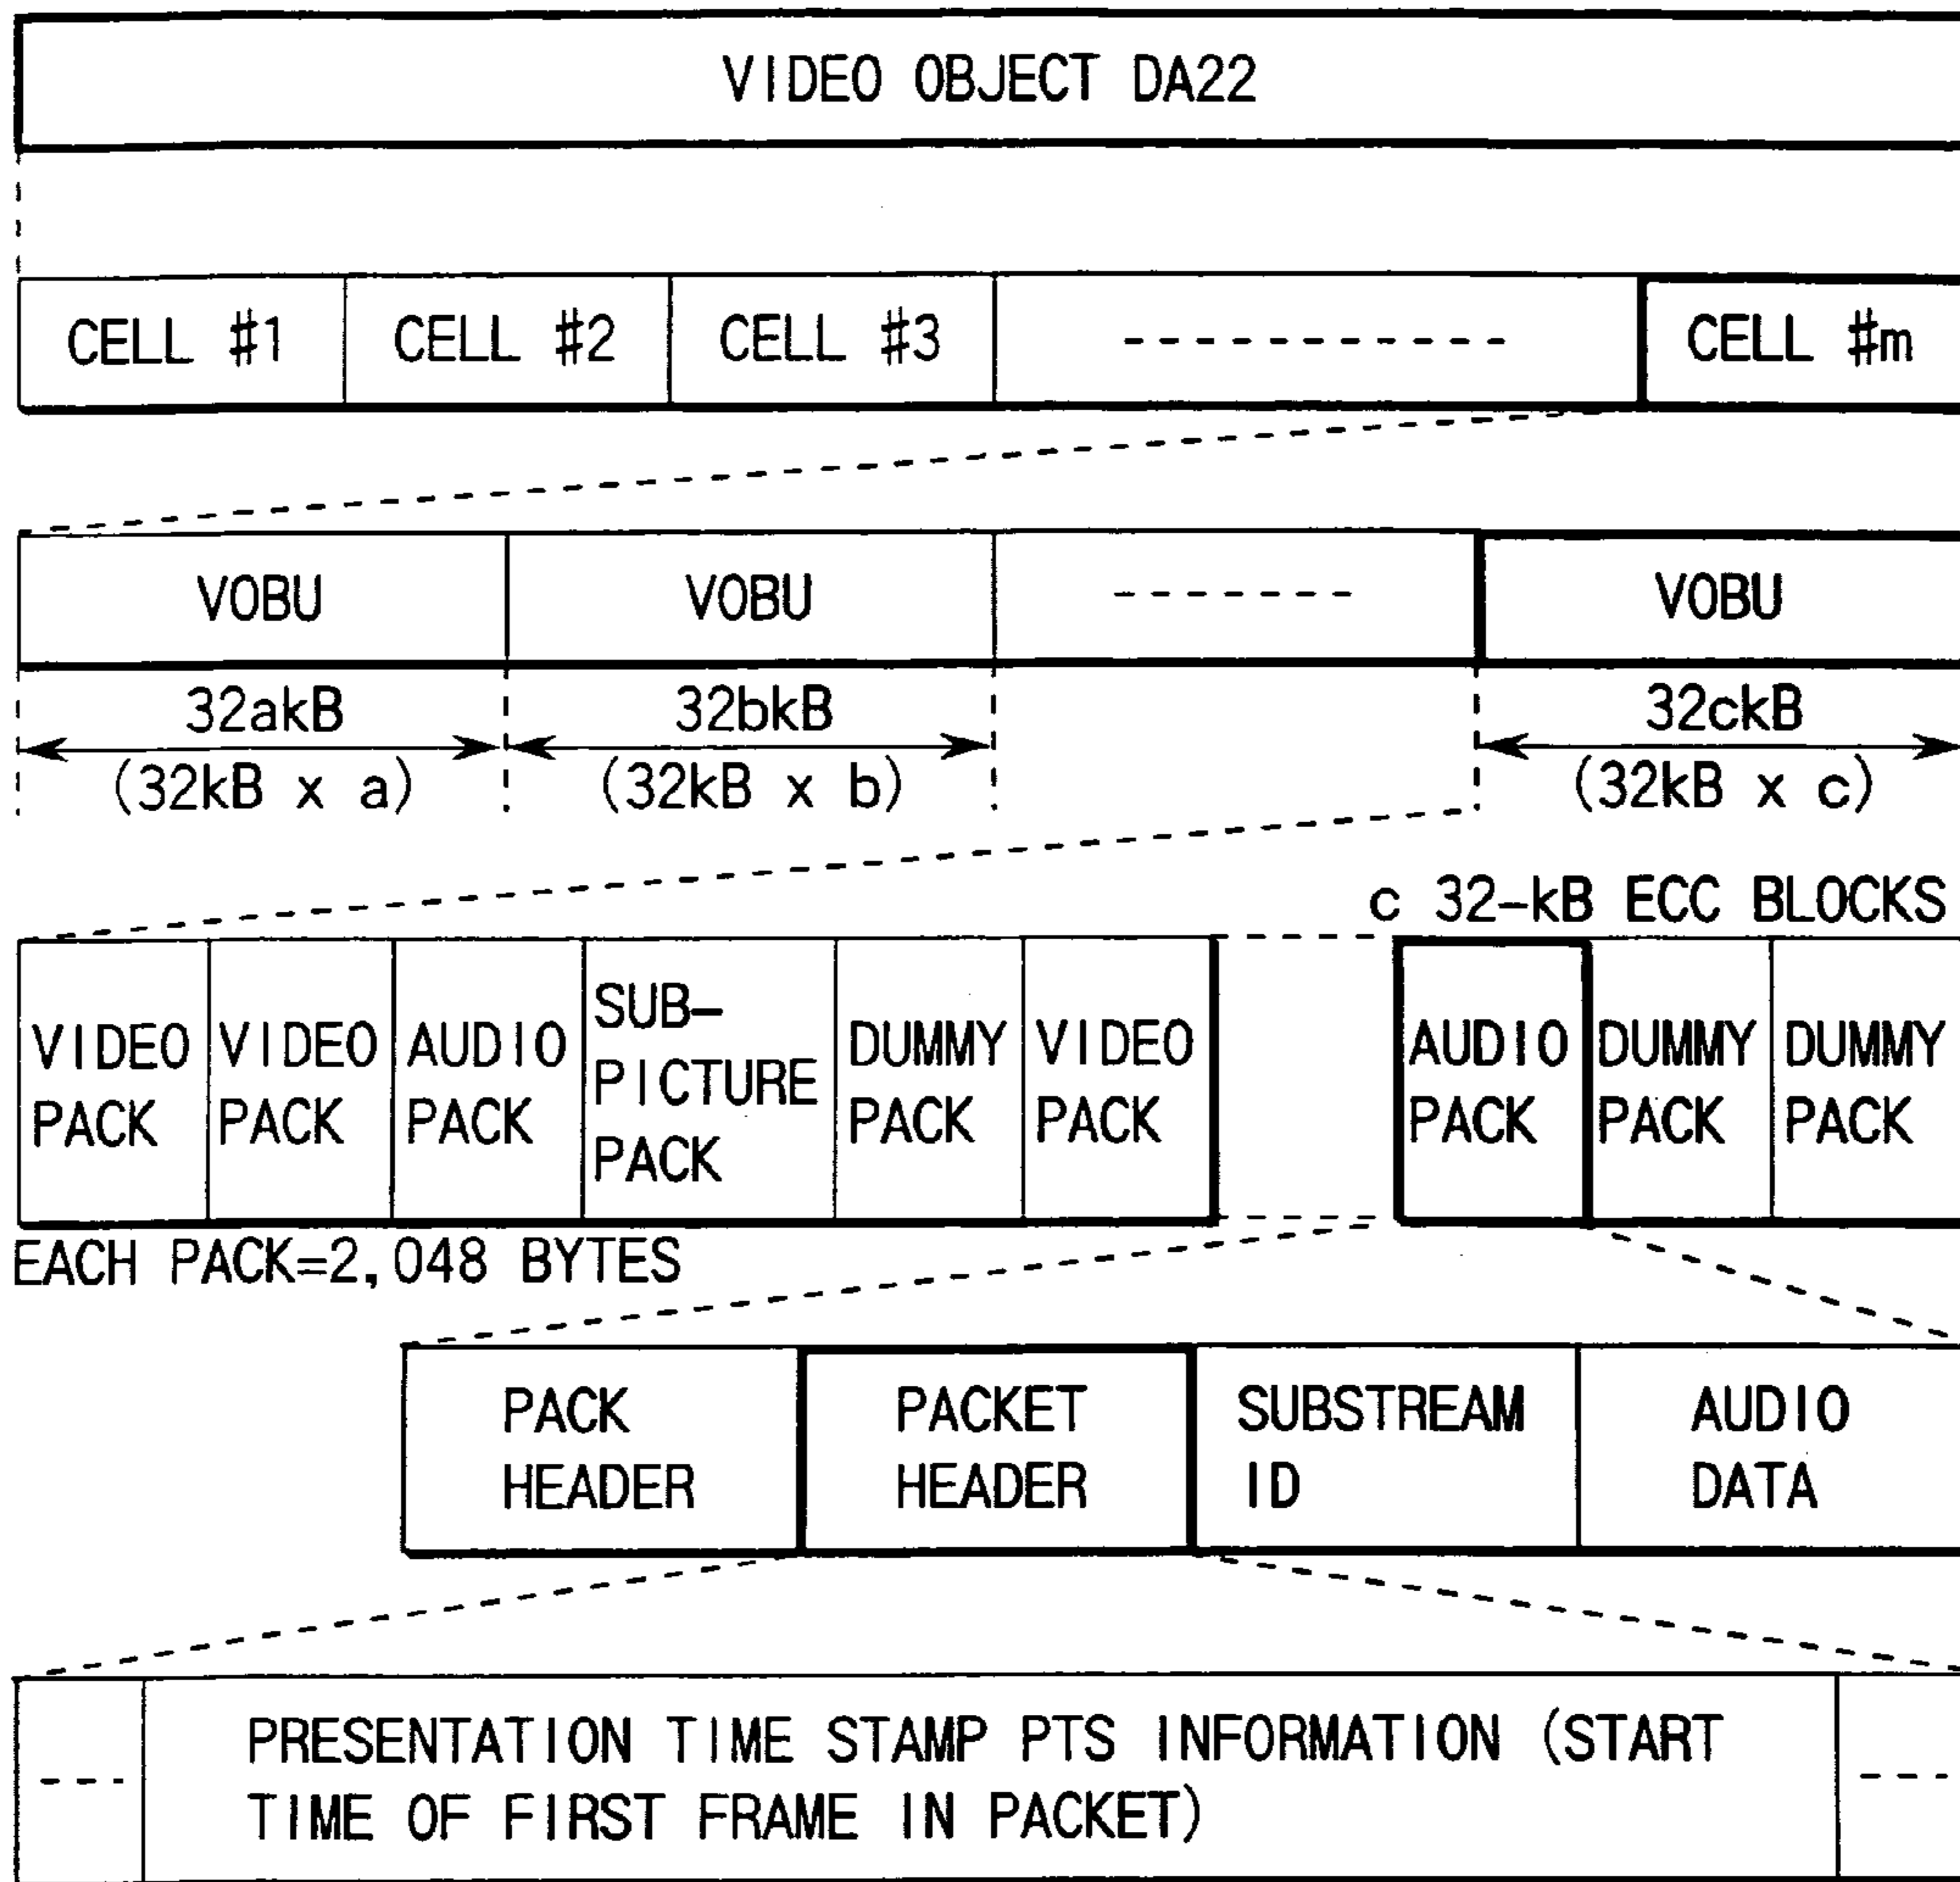 VIDEO OBJECT DA22
CELL #1 CELL #2 CELL #3 ----------- CELL #m
VOBU VOBU ------- VOBU
32akB 32bkB 32ckB
(32kB x a) (32kB x b) (32kB x c)
c 32-kB ECC BLOCKS
VIDEO PACK
VIDEO PACK
AUDIO PACK
SUB-
PICTURE
PACK
DUMMY PACK
VIDEO PACK
AUDIO PACK
DUMMY PACK
DUMMY PACK
EACH PACK=2,048 BYTES
PACK
HEADER
PACKET
HEADER
SUBSTREAM
ID
AUDIO
DATA
--- PRESENTATION TIME STAMP PTS INFORMATION (START
TIME OF FIRST FRAME IN PACKET) ---